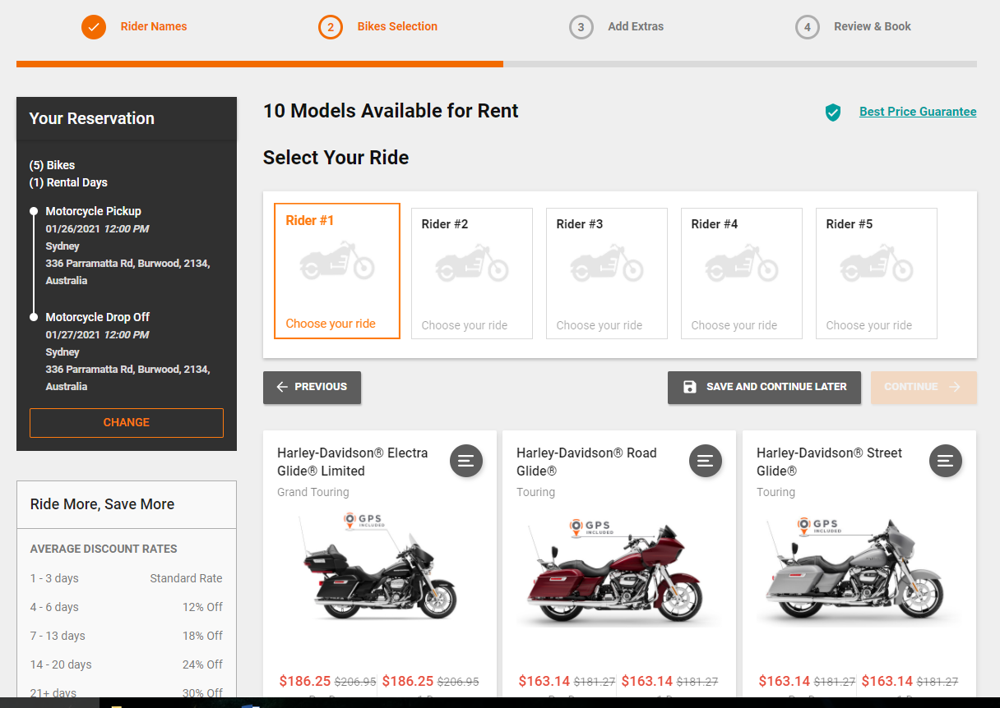 Rider Names
2 Bikes Selection
3 Add Extras
4 Review & Book
Your Reservation
(5) Bikes
(1) Rental Days
Motorcycle Pickup
01/26/2021 12:00 PM
Sydney
336 Parramatta Rd, Burwood, 2134,
Australia
Motorcycle Drop Off
01/27/2021 12:00 PM
Sydney
336 Parramatta Rd, Burwood, 2134,
Australia
CHANGE
Ride More, Save More
AVERAGE DISCOUNT RATES
1 - 3 days Standard Rate
4 - 6 days 12% Off
7 - 13 days 18% Off
14 - 20 days 24% Off
21+ days 30% Off
10 Models Available for Rent
Best Price Guarantee
Select Your Ride
Rider #1
Choose your ride
Rider #2
Choose your ride
Rider #3
Choose your ride
Rider #4
Choose your ride
Rider #5
Choose your ride
PREVIOUS
SAVE AND CONTINUE LATER
CONTINUE
Harley-Davidson® Electra
Glide® Limited
Grand Touring
GPS
INCLUDED
$186.25 $206.95 $186.25 $206.95
Harley-Davidson® Road
Glide®
Touring
GPS
INCLUDED
$163.14 $181.27 $163.14 $181.27
Harley-Davidson® Street
Glide®
Touring
GPS
INCLUDED
$163.14 $181.27 $163.14 $181.27